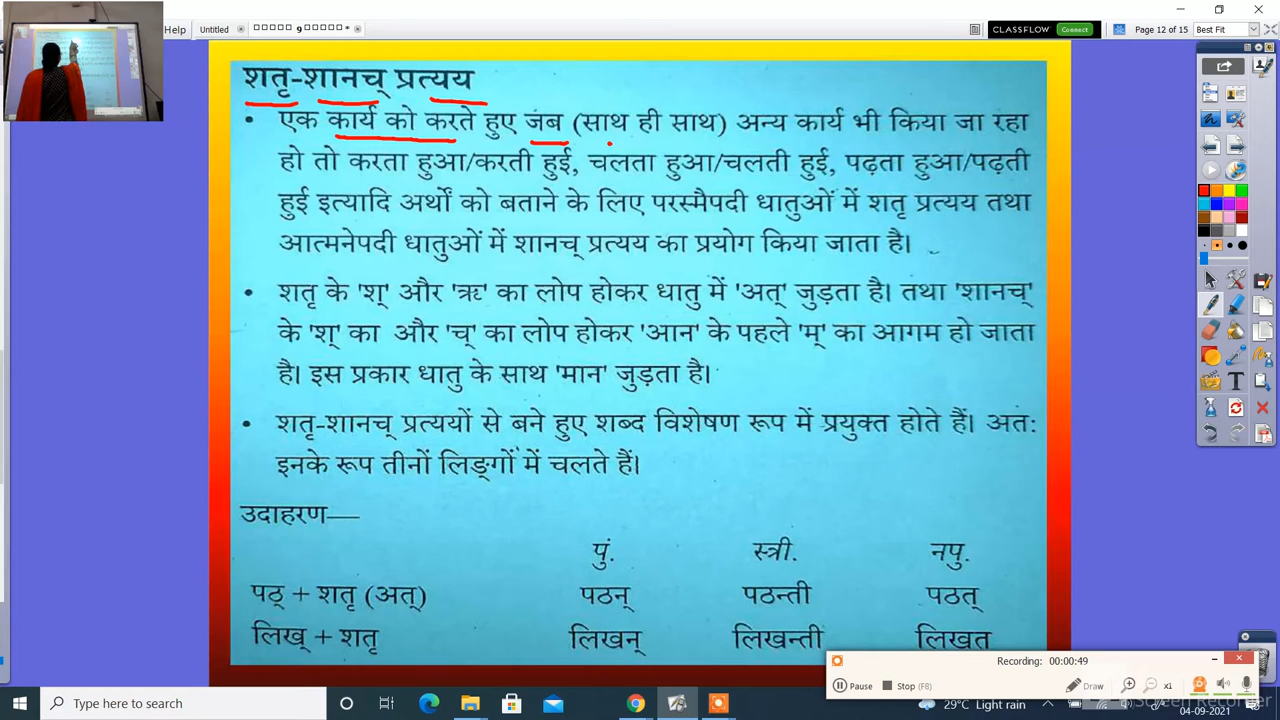 Help
Untitled
9
CLASSFLOW Connect
Page 12 of 15
Best Fit
शतृ-शानच् प्रत्यय
• एक कार्य को करते हुए जब (साथ ही साथ) अन्य कार्य भी किया जा रहा
हो तो करता हुआ/करती हुई, चलता हुआ/चलती हुई, पढ़ता हुआ/पढ़ती
हुई इत्यादि अर्थों को बताने के लिए परस्मैपदी धातुओं में शतृ प्रत्यय तथा
आत्मनेपदी धातुओं में शानच् प्रत्यय का प्रयोग किया जाता है।
• शतृ के 'श्' और 'ऋ' का लोप होकर धातु में 'अत्' जुड़ता है। तथा 'शानच्'
के 'श्' का और 'च्' का लोप होकर 'आन' के पहले 'म्' का आगम हो जाता
है। इस प्रकार धातु के साथ 'मान' जुड़ता है।
• शतृ-शानच् प्रत्ययों से बने हुए शब्द विशेषण रूप में प्रयुक्त होते हैं। अतः
इनके रूप तीनों लिङ्गों में चलते हैं।
उदाहरण—
पुं. स्त्री. नपु.
पठ् + शतृ (अत्) पठन् पठन्ती पठत्
लिख् + शतृ लिखन् लिखन्ती लिखत्
Recording: 00:00:49
Pause Stop (F8) Draw x1
Type here to search
29°C Light rain
04-09-2021